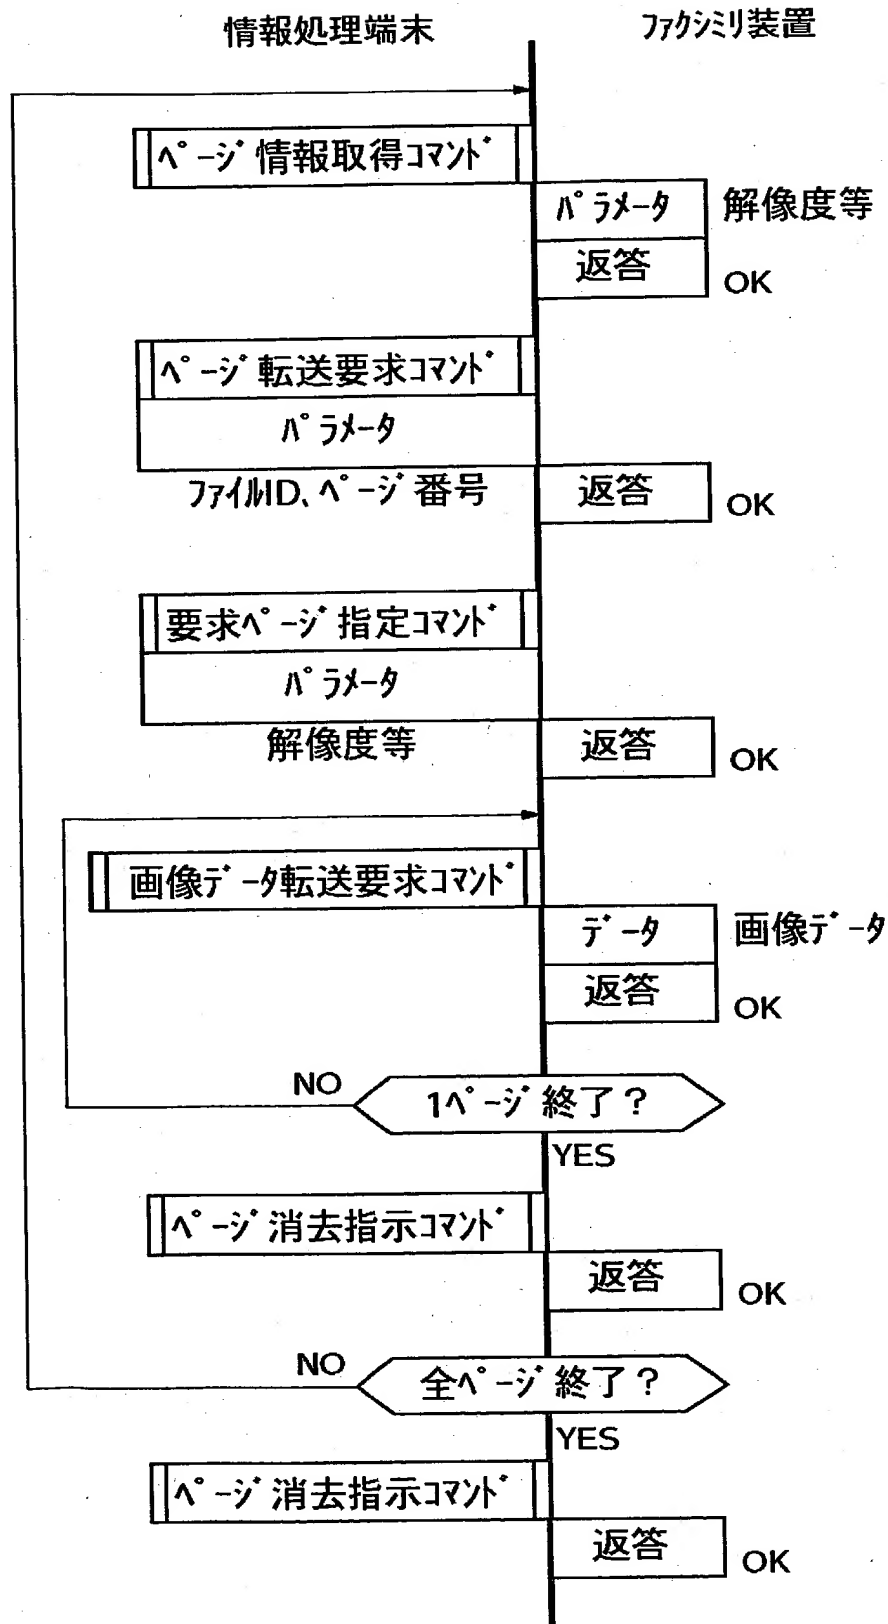 情報処理端末
ファクシミリ装置
ページ情報取得コマンド
パラメータ
解像度等
返答
OK
ページ転送要求コマンド
パラメータ
ファイルID、ページ番号
返答
OK
要求ページ指定コマンド
パラメータ
解像度等
返答
OK
画像データ転送要求コマンド
データ
画像データ
返答
OK
NO
1ページ終了?
YES
ページ消去指示コマンド
返答
OK
NO
全ページ終了?
YES
ページ消去指示コマンド
返答
OK